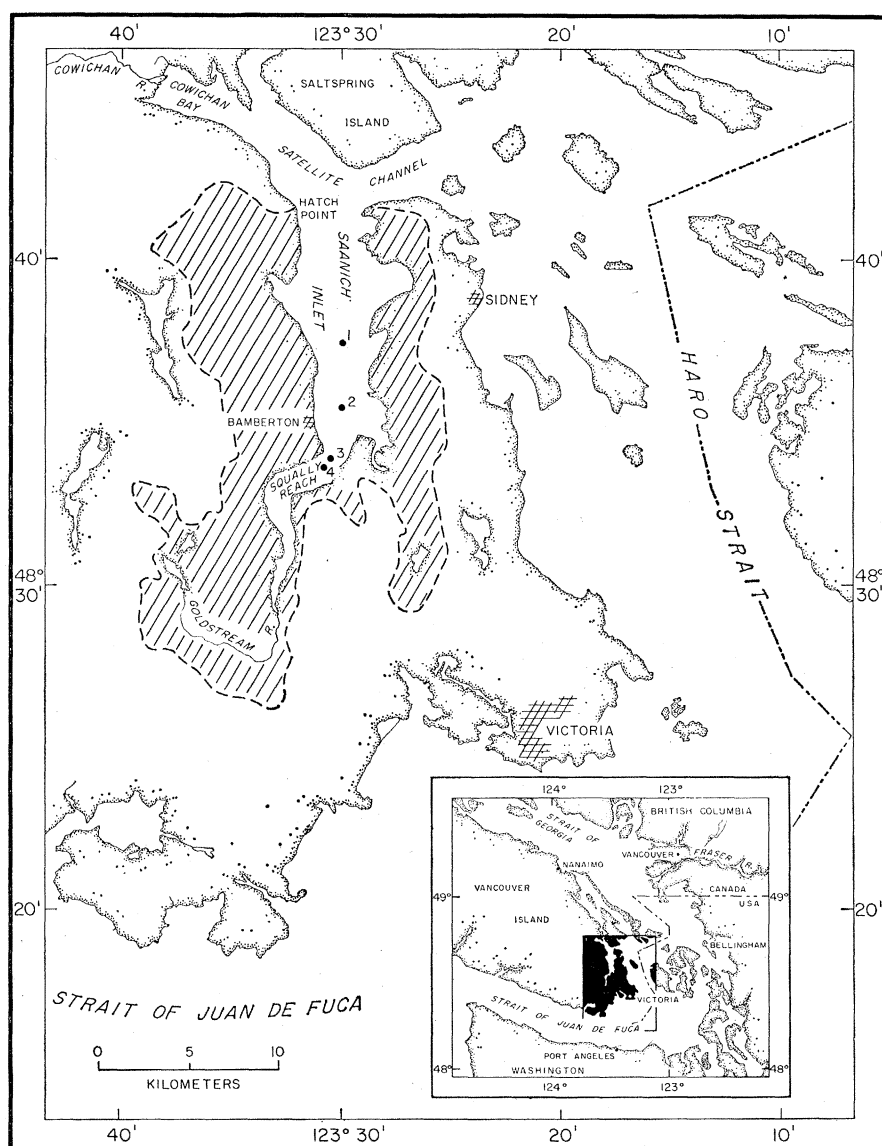 40'
123° 30'
20'
10'
COWICHAN
R.
COWICHAN
BAY
SALTSPRING
ISLAND
SATELLITE CHANNEL
HATCH
POINT
SAANICH
INLET
40'
40'
SIDNEY
1
2
BAMBERTON
3
4
SQUALLY
REACH
HARO STRAIT
48°
30'
48°
30'
GOLDSTREAM R.
VICTORIA
20'
20'
STRAIT OF JUAN DE FUCA
0 5 10
KILOMETERS
124°
123°
BRITISH COLUMBIA
STRAIT OF
GEORGIA
VANCOUVER
FRASER R.
NANAIMO
VANCOUVER
ISLAND
CANADA
USA
49°
49°
BELLINGHAM
VICTORIA
STRAIT OF
JUAN DE FUCA
PORT ANGELES
WASHINGTON
48°
48°
124°
123°
40'
123° 30'
20'
10'